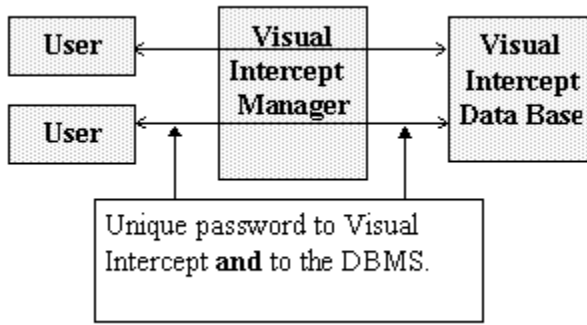 User
Visual
Intercept
Manager
Visual
Intercept
Data Base
User
Unique password to Visual
Intercept and to the DBMS.